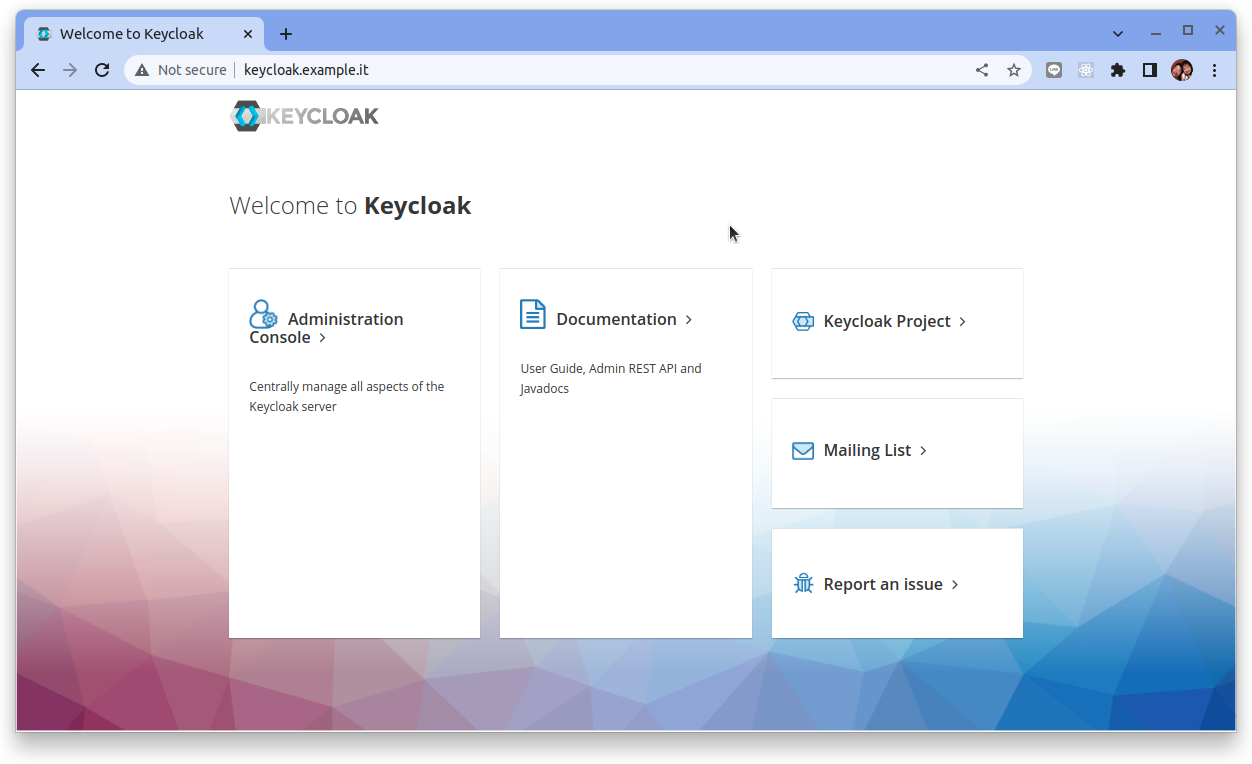 Welcome to Keycloak
Not secure
keycloak.example.it
KEYCLOAK
Welcome to Keycloak
Administration
Console
Centrally manage all aspects of the
Keycloak server
Documentation
User Guide, Admin REST API and
Javadocs
Keycloak Project
Mailing List
Report an issue